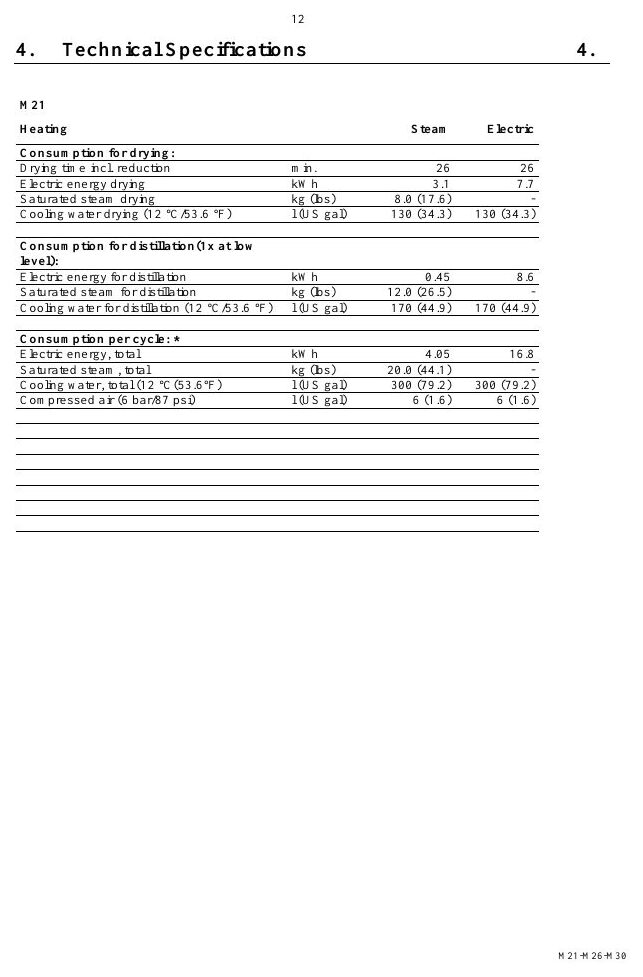 12
4. Technical Specifications 4.
M21
Heating Steam Electric
Consumption for drying:
Drying time incl. reduction min. 26 26
Electric energy drying kWh 3.1 7.7
Saturated steam drying kg (lbs) 8.0 (17.6) -
Cooling water drying (12 °C/53.6 °F) l (US gal) 130 (34.3) 130 (34.3)
Consumption for distillation (1x at low
level):
Electric energy for distillation kWh 0.45 8.6
Saturated steam for distillation kg (lbs) 12.0 (26.5) -
Cooling water for distillation (12 °C/53.6 °F) l (US gal) 170 (44.9) 170 (44.9)
Consumption per cycle: *
Electric energy, total kWh 4.05 16.8
Saturated steam, total kg (lbs) 20.0 (44.1) -
Cooling water, total (12 °C (53.6°F) l (US gal) 300 (79.2) 300 (79.2)
Compressed air (6 bar/87 psi) l (US gal) 6 (1.6) 6 (1.6)
M21-M26-M30